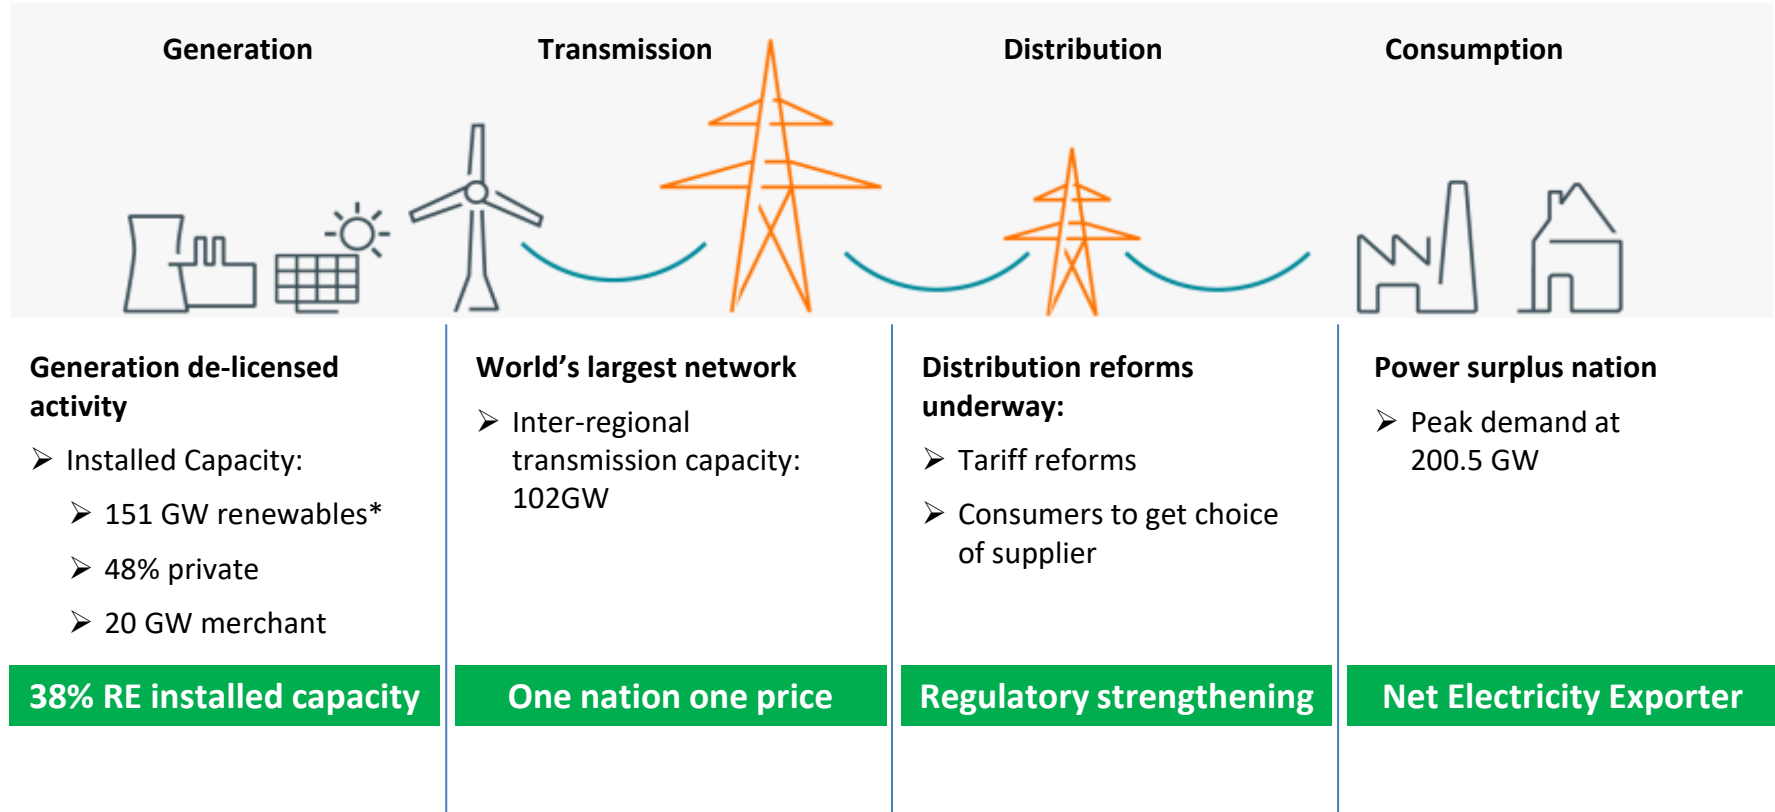 Generation
Transmission
Distribution
Consumption
Generation de-licensed
activity
➢ Installed Capacity:
➢ 151 GW renewables*
➢ 48% private
➢ 20 GW merchant
38% RE installed capacity
World’s largest network
➢ Inter-regional
transmission capacity:
102GW
One nation one price
Distribution reforms
underway:
➢ Tariff reforms
➢ Consumers to get choice
of supplier
Regulatory strengthening
Power surplus nation
➢ Peak demand at
200.5 GW
Net Electricity Exporter